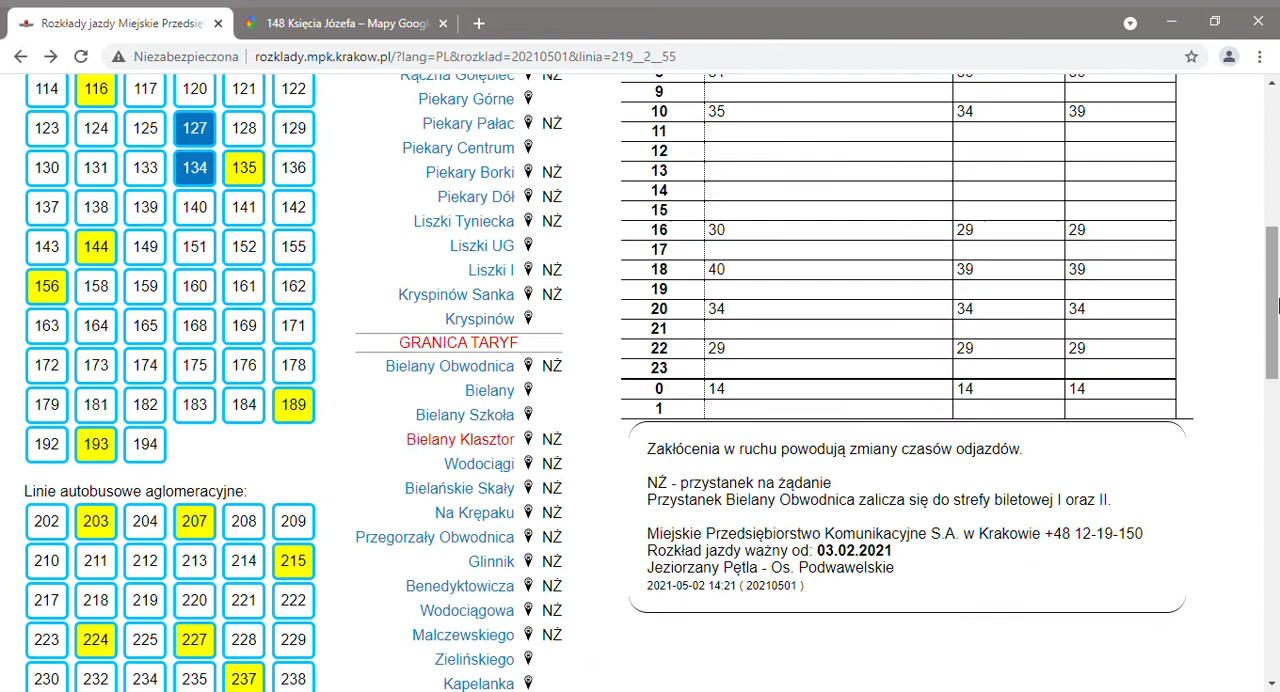 Rozkłady jazdy Miejskie Przedsię
148 Księcia Józefa – Mapy Googl
Niezabezpieczona
rozklady.mpk.krakow.pl/?lang=PL&rozklad=20210501&linia=219__2__55
114 116 117 120 121 122
123 124 125 127 128 129
130 131 133 134 135 136
137 138 139 140 141 142
143 144 149 151 152 155
156 158 159 160 161 162
163 164 165 168 169 171
172 173 174 175 176 178
179 181 182 183 184 189
192 193 194
Linie autobusowe aglomeracyjne:
202 203 204 207 208 209
210 211 212 213 214 215
217 218 219 220 221 222
223 224 225 227 228 229
230 232 234 235 237 238
Rączna Gołębiec NŻ
Piekary Górne
Piekary Pałac NŻ
Piekary Centrum
Piekary Borki NŻ
Piekary Dół NŻ
Liszki Tyniecka NŻ
Liszki UG
Liszki I NŻ
Kryspinów Sanka NŻ
Kryspinów
GRANICA TARYF
Bielany Obwodnica NŻ
Bielany
Bielany Szkoła
Bielany Klasztor NŻ
Wodociągi NŻ
Bielańskie Skały NŻ
Na Krępaku NŻ
Przegorzały Obwodnica NŻ
Glinnik NŻ
Benedyktowicza NŻ
Wodociągowa NŻ
Malczewskiego NŻ
Zielińskiego
Kapelanka
9
10 35 34 39
11
12
13
14
15
16 30 29 29
17
18 40 39 39
19
20 34 34 34
21
22 29 29 29
23
0 14 14 14
1
Zakłócenia w ruchu powodują zmiany czasów odjazdów.
NŻ - przystanek na żądanie
Przystanek Bielany Obwodnica zalicza się do strefy biletowej I oraz II.
Miejskie Przedsiębiorstwo Komunikacyjne S.A. w Krakowie +48 12-19-150
Rozkład jazdy ważny od: 03.02.2021
Jeziorzany Pętla - Os. Podwawelskie
2021-05-02 14:21 ( 20210501 )